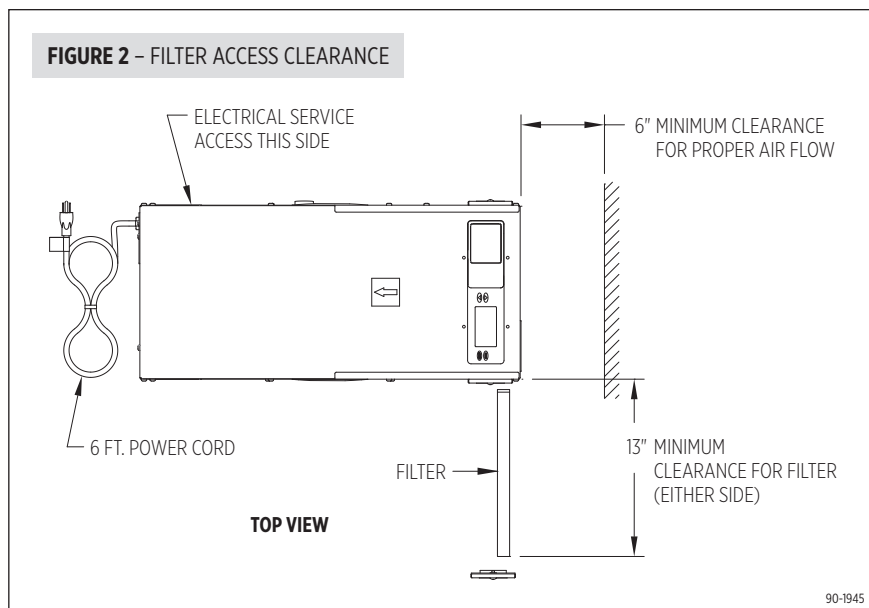 FIGURE 2 – FILTER ACCESS CLEARANCE
ELECTRICAL SERVICE
ACCESS THIS SIDE
6" MINIMUM CLEARANCE
FOR PROPER AIR FLOW
6 FT. POWER CORD
FILTER
13" MINIMUM
CLEARANCE FOR FILTER
(EITHER SIDE)
TOP VIEW
90-1945